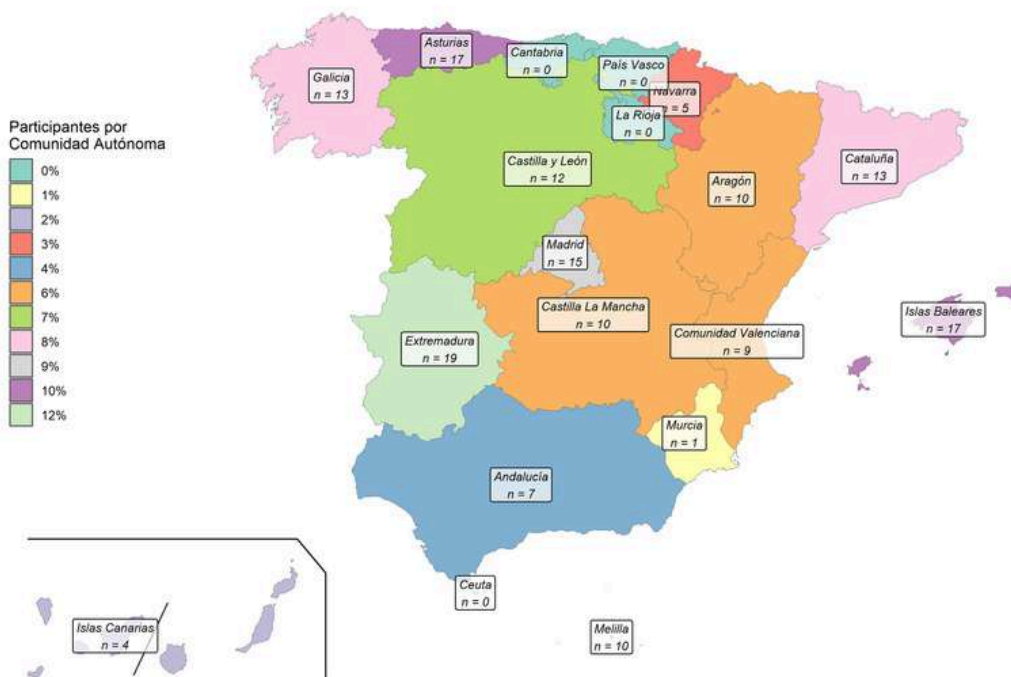 Participantes por
Comunidad Autónoma
0%
1%
2%
3%
4%
6%
7%
8%
9%
10%
12%
Asturias
n = 17
Cantabria
n = 0
País Vasco
n = 0
Galicia
n = 13
Navarra
n = 5
La Rioja
n = 0
Castilla y León
n = 12
Aragón
n = 10
Cataluña
n = 13
Madrid
n = 15
Castilla La Mancha
n = 10
Islas Baleares
n = 17
Extremadura
n = 19
Comunidad Valenciana
n = 9
Murcia
n = 1
Andalucía
n = 7
Ceuta
n = 0
Islas Canarias
n = 4
Melilla
n = 10